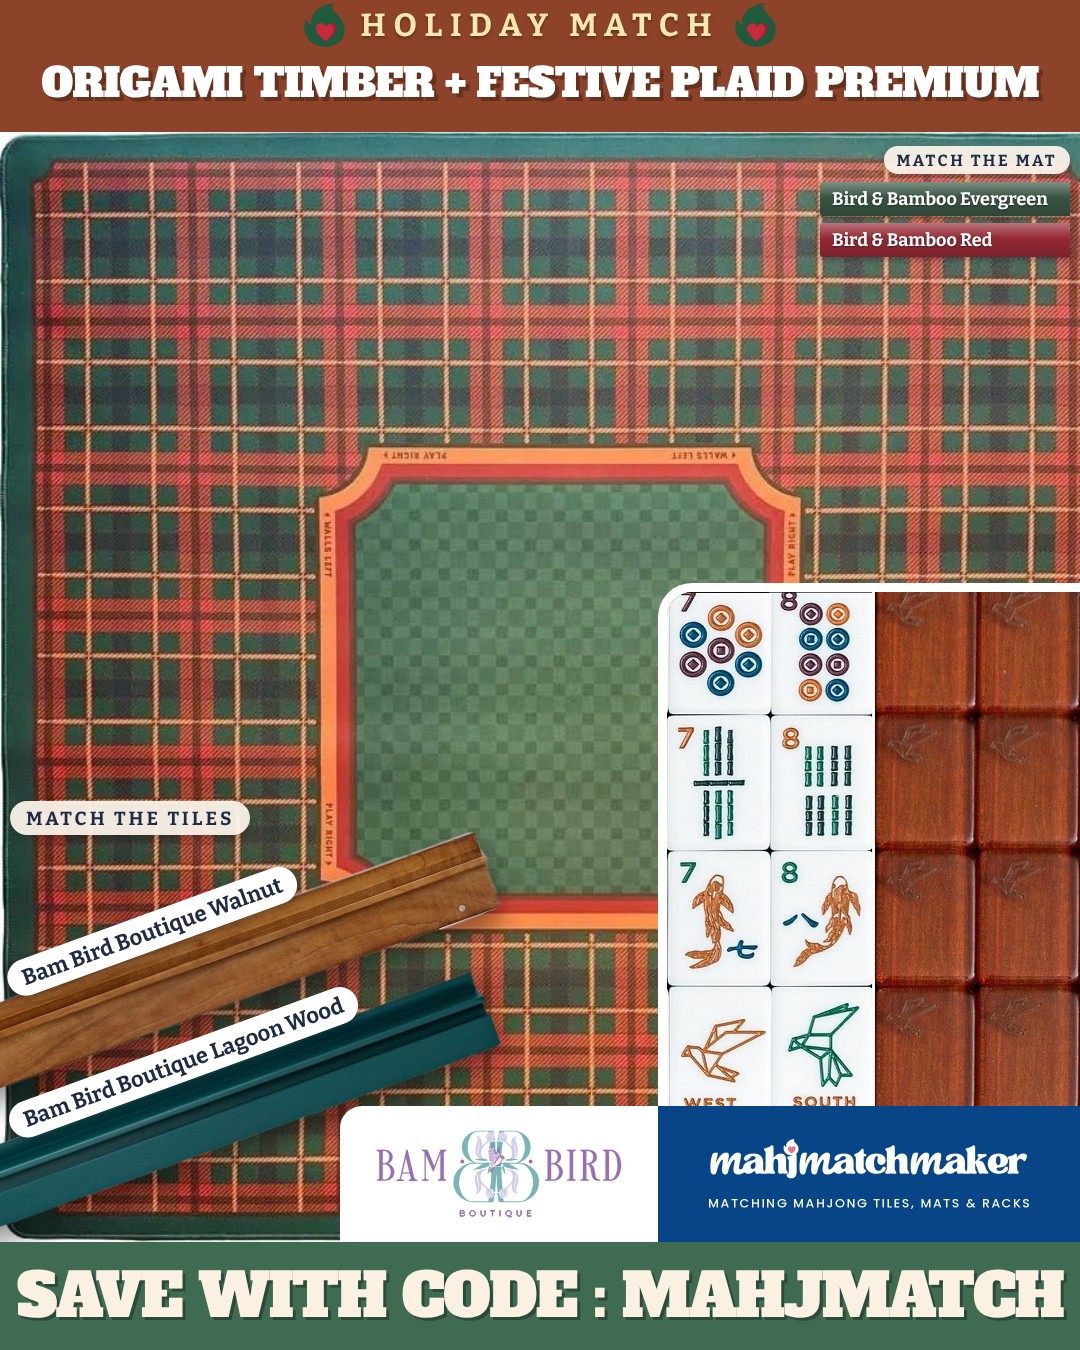 HOLIDAY MATCH
ORIGAMI TIMBER + FESTIVE PLAID PREMIUM
MATCH THE MAT
Bird & Bamboo Evergreen
Bird & Bamboo Red
PLAY RIGHT
WALLS LEFT
WALLS LEFT
PLAY RIGHT
PLAY RIGHT
7
8
7
8
7
七
8
八
WEST
SOUTH
MATCH THE TILES
Bam Bird Boutique Walnut
Bam Bird Boutique Lagoon Wood
BAM BIRD
BOUTIQUE
mahjmatchmaker
MATCHING MAHJONG TILES, MATS & RACKS
SAVE WITH CODE : MAHJMATCH